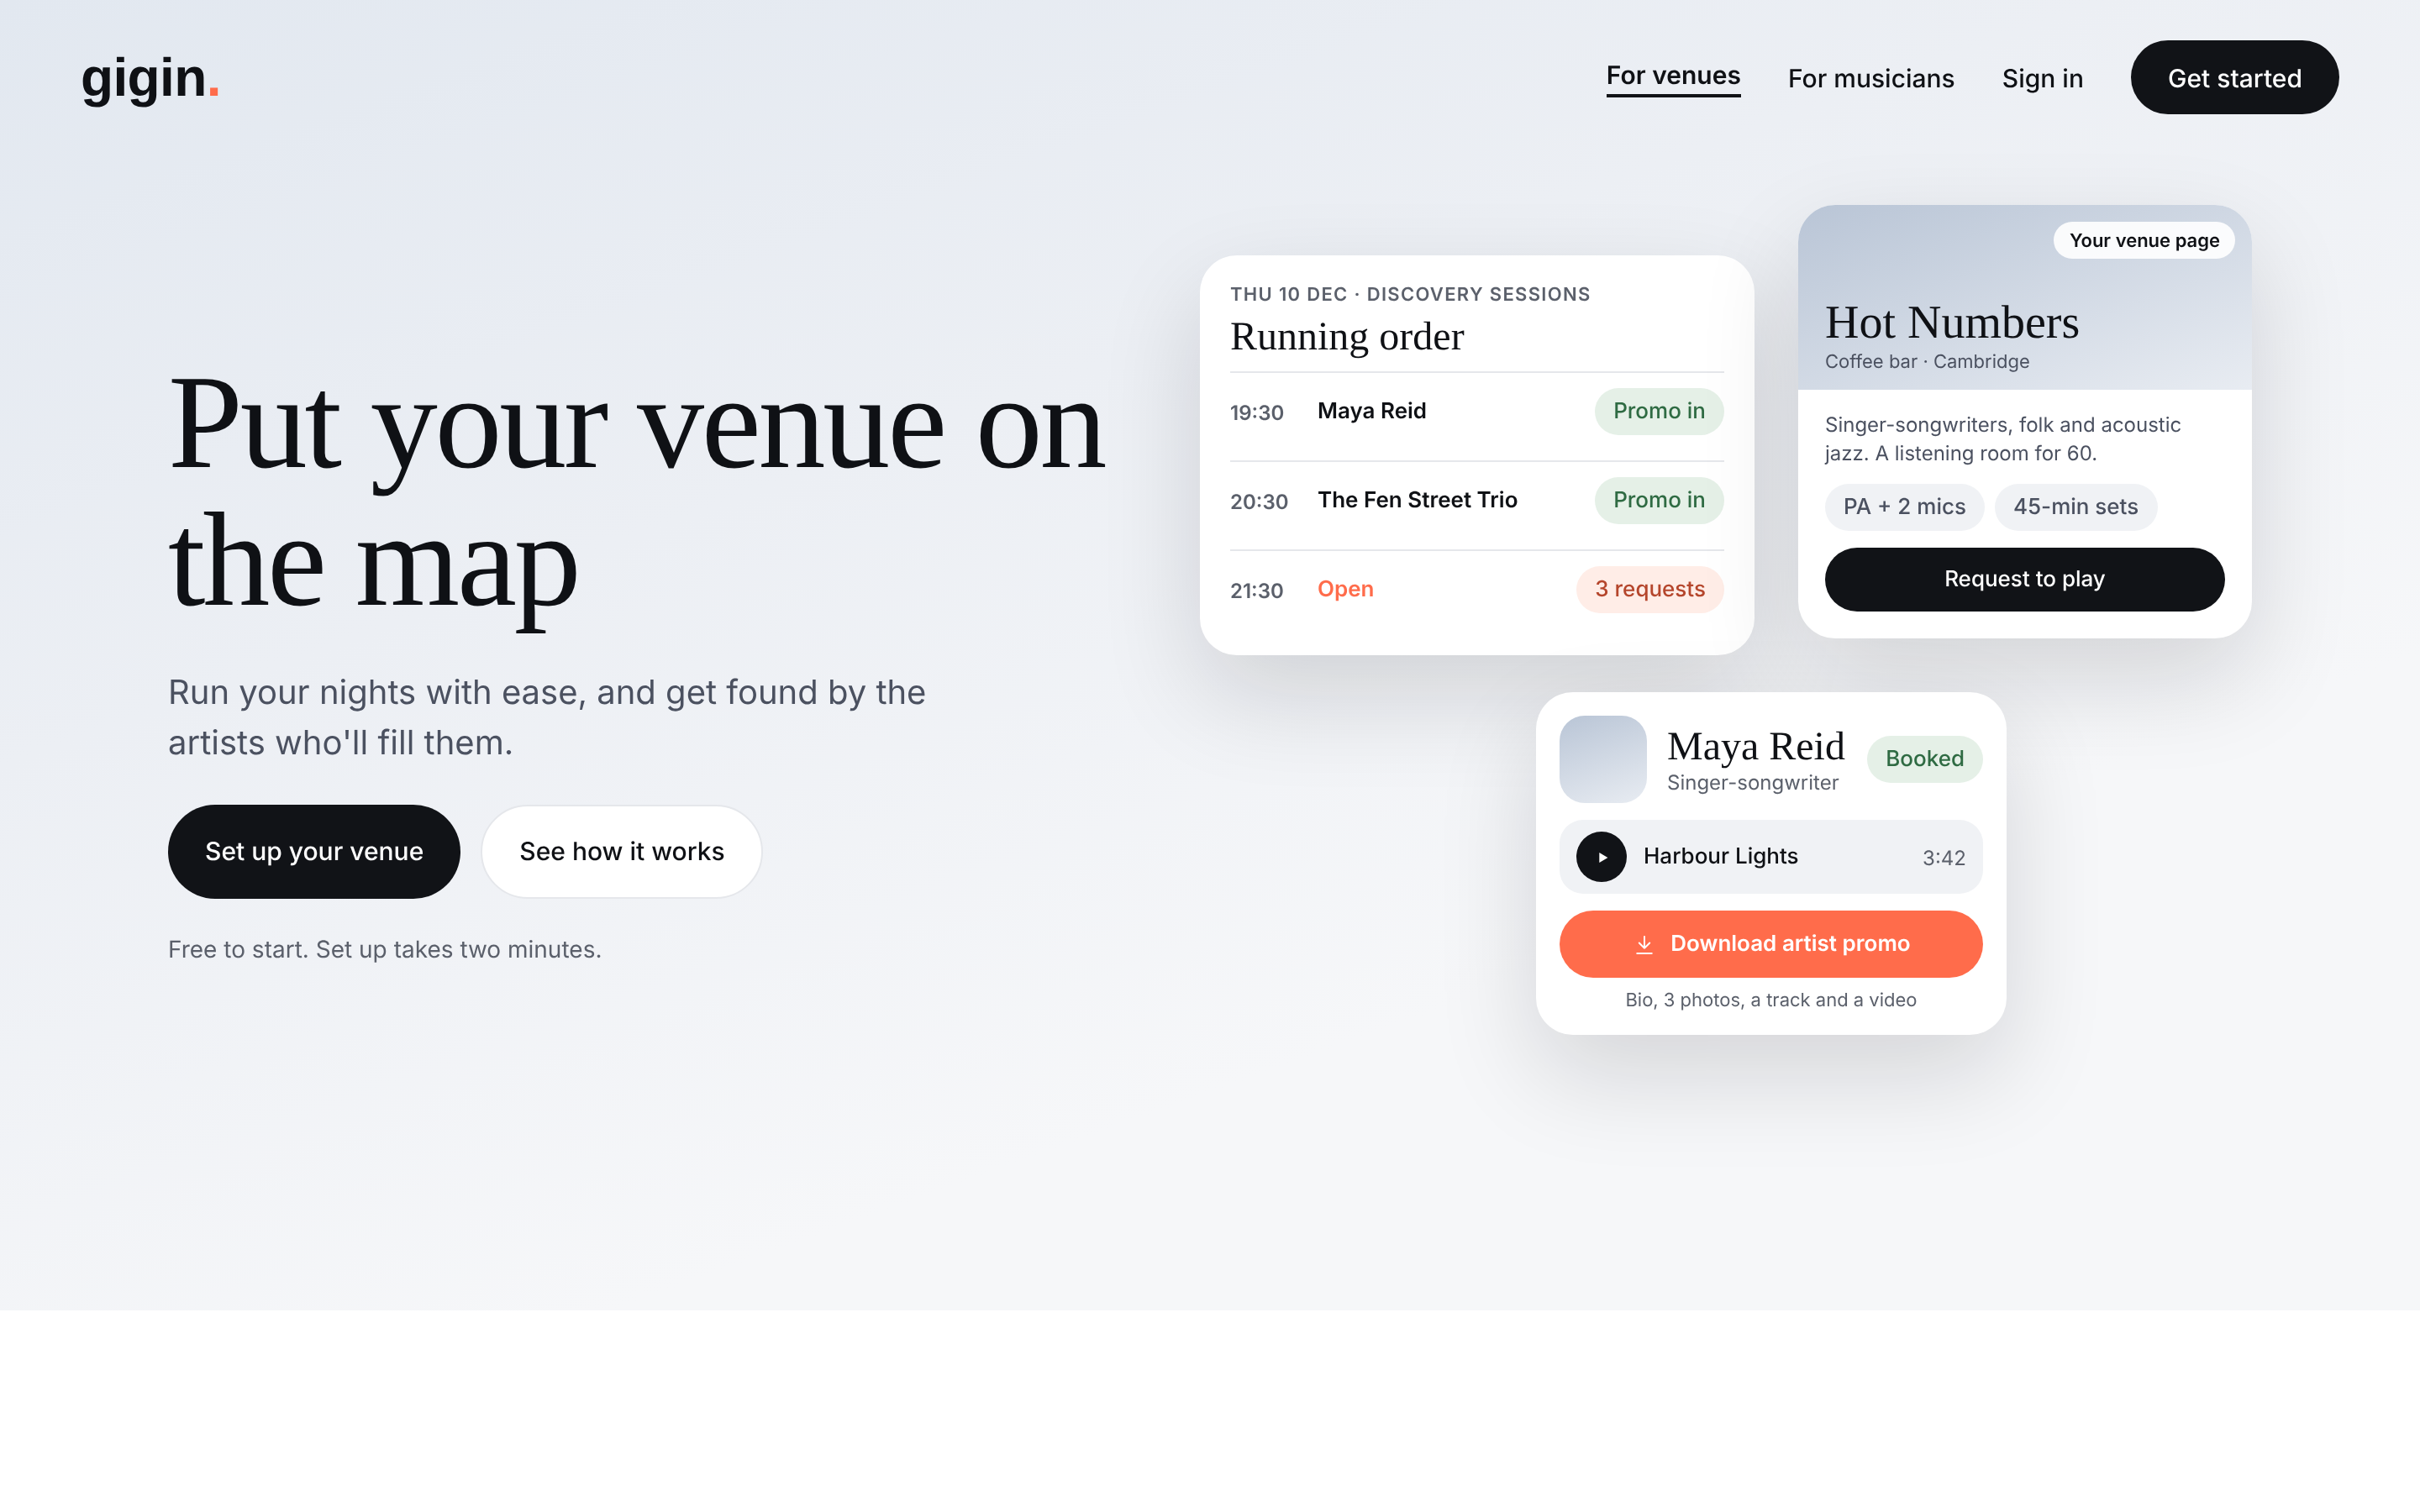 gigin.
For venues
For musicians
Sign in
Get started
Put your venue on
the map
Run your nights with ease, and get found by the
artists who'll fill them.
Set up your venue
See how it works
Free to start. Set up takes two minutes.
THU 10 DEC · DISCOVERY SESSIONS
Running order
19:30 Maya Reid Promo in
20:30 The Fen Street Trio Promo in
21:30 Open 3 requests
Your venue page
Hot Numbers
Coffee bar · Cambridge
Singer-songwriters, folk and acoustic
jazz. A listening room for 60.
PA + 2 mics
45-min sets
Request to play
Maya Reid
Singer-songwriter
Booked
Harbour Lights 3:42
Download artist promo
Bio, 3 photos, a track and a video